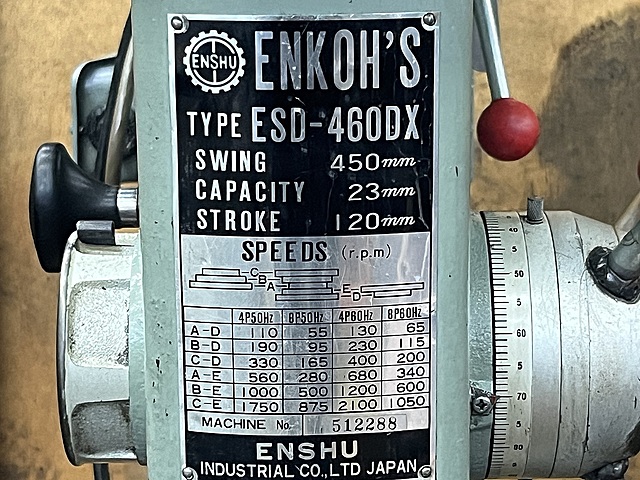 ENSHU
ENKOH'S
TYPE ESD-460DX
SWING 450mm
CAPACITY 23mm
STROKE 120mm
SPEEDS (r.p.m)
C B A E D
4P50Hz 8P50Hz 4P60Hz 8P60Hz
A-D 110 55 130 65
B-D 190 95 230 115
C-D 330 165 400 200
A-E 560 280 680 340
B-E 1000 500 1200 600
C-E 1750 875 2100 1050
MACHINE No. 512288
ENSHU
INDUSTRIAL CO., LTD JAPAN
40
50
60
70
80
90